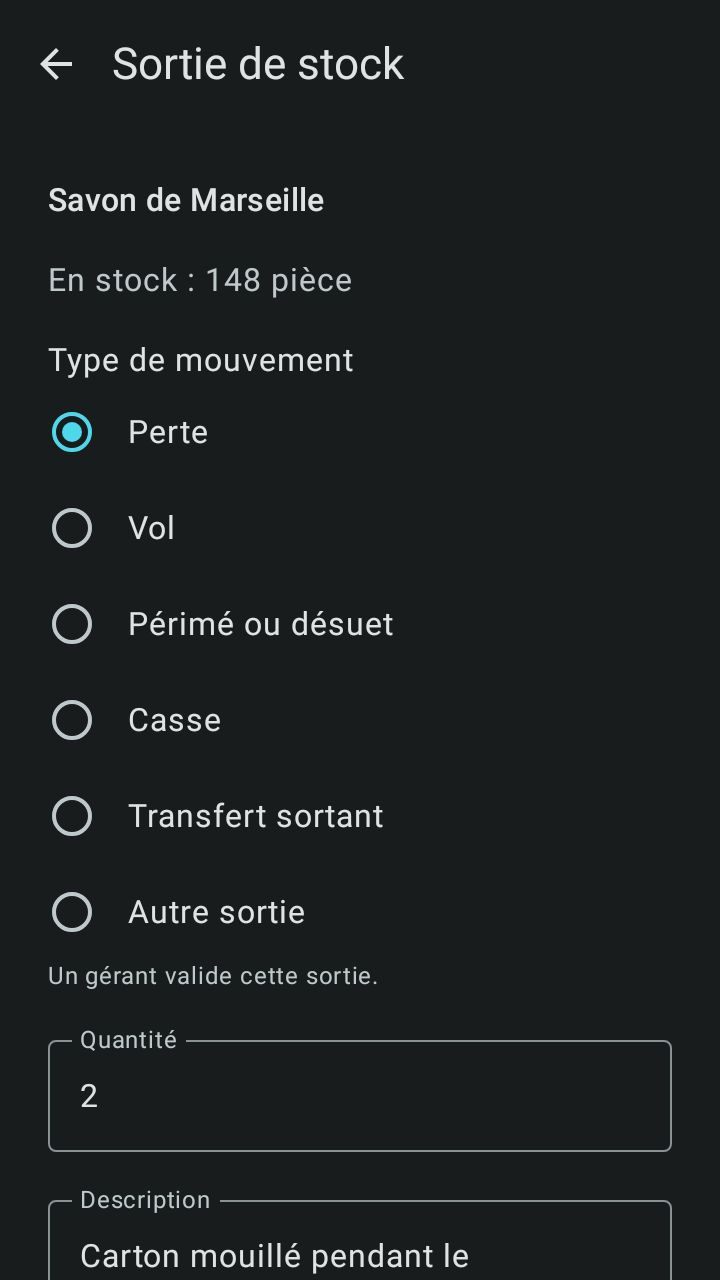 Sortie de stock
Savon de Marseille
En stock : 148 pièce
Type de mouvement
Perte
Vol
Périmé ou désuet
Casse
Transfert sortant
Autre sortie
Un gérant valide cette sortie.
Quantité
2
Description
Carton mouillé pendant le